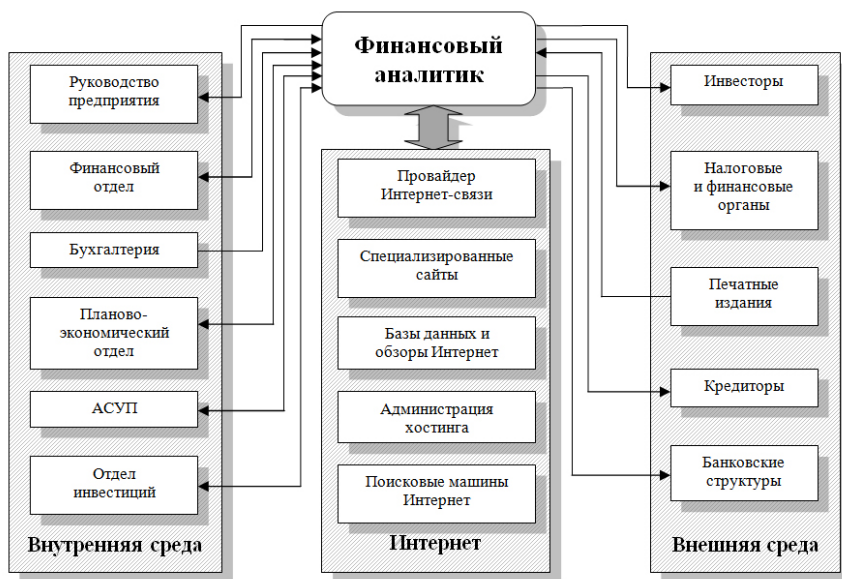 Финансовый
аналитик
Руководство
предприятия
Финансовый
отдел
Бухгалтерия
Планово-
экономический
отдел
АСУП
Отдел
инвестиций
Внутренняя среда
Провайдер
Интернет-связи
Специализированные
сайты
Базы данных и
обзоры Интернет
Администрация
хостинга
Поисковые машины
Интернет
Интернет
Инвесторы
Налоговые
и финансовые
органы
Печатные
издания
Кредиторы
Банковские
структуры
Внешняя среда